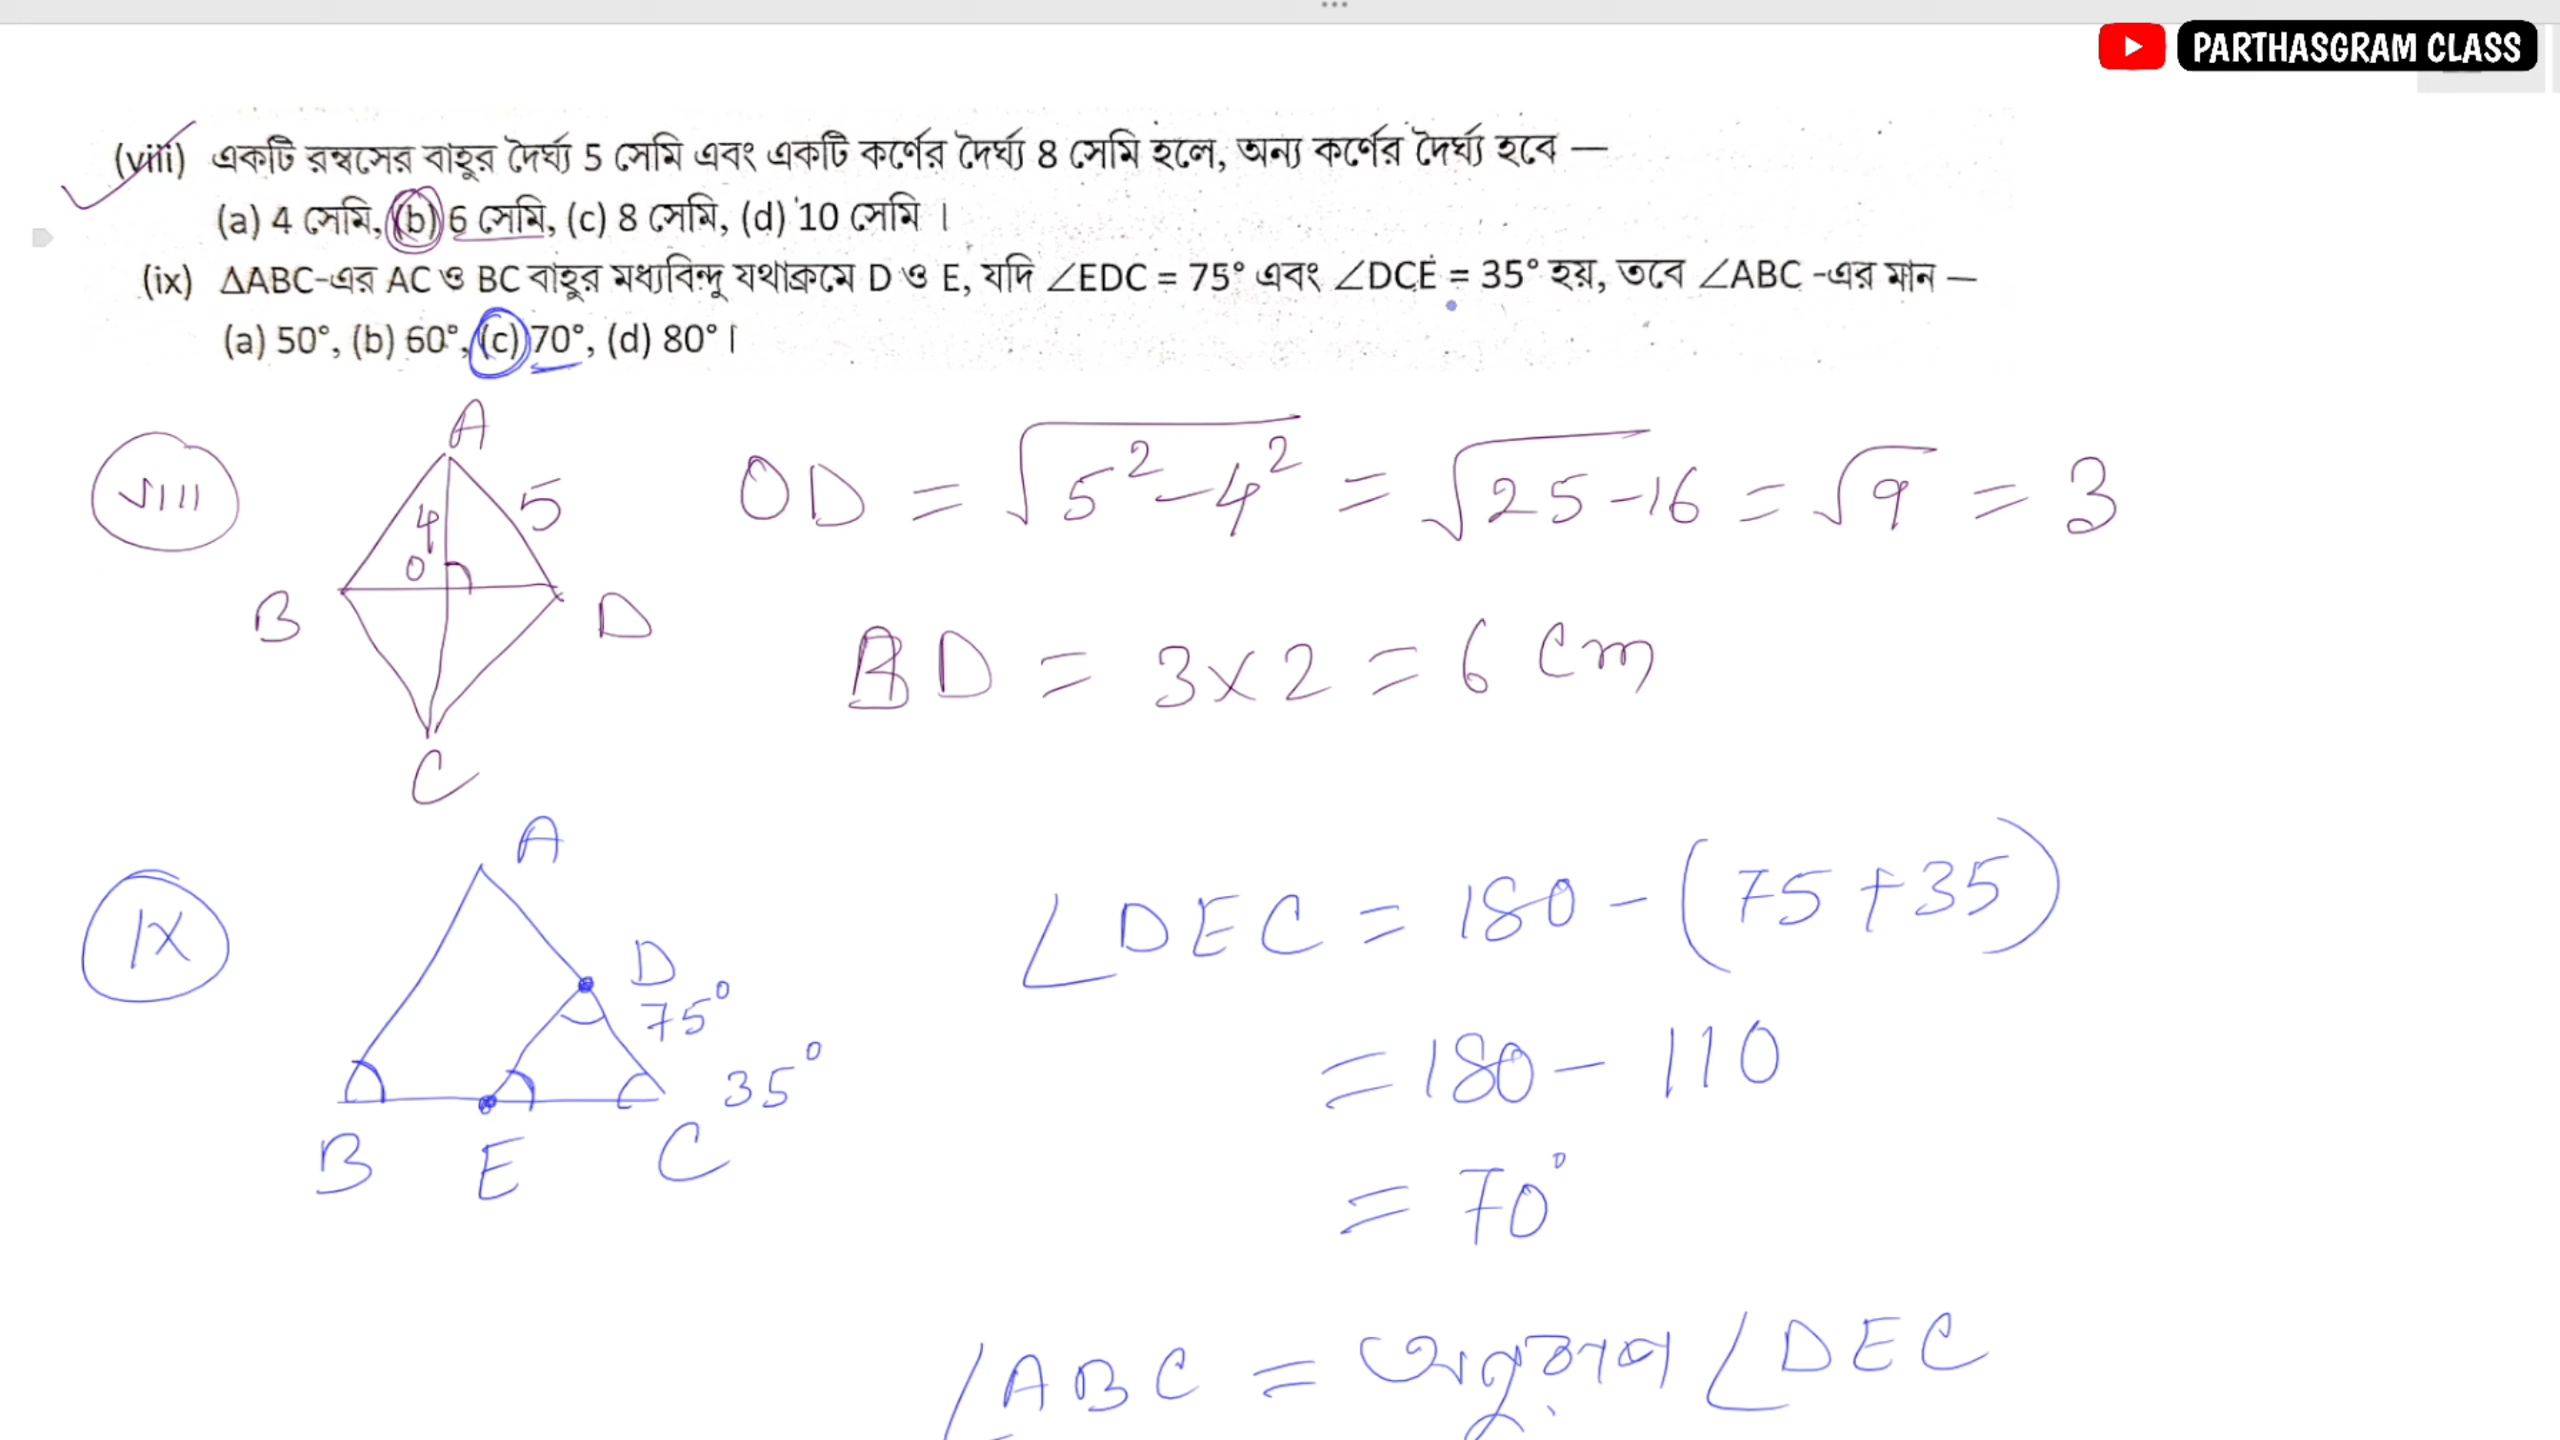 PARTHASGRAM CLASS
(viii) একটি রম্বসের বাহুর দৈর্ঘ্য 5 সেমি এবং একটি কর্ণের দৈর্ঘ্য 8 সেমি হলে, অন্য কর্ণের দৈর্ঘ্য হবে —
(a) 4 সেমি, (b) 6 সেমি, (c) 8 সেমি, (d) 10 সেমি ।
(ix) ΔABC-এর AC ও BC বাহুর মধ্যবিন্দু যথাক্রমে D ও E, যদি ∠EDC = 75° এবং ∠DCE = 35° হয়, তবে ∠ABC -এর মান —
(a) 50°, (b) 60°, (c) 70°, (d) 80° ।
VIII
A
4
5
O
B
D
C
OD = √5²-4² = √25-16 = √9 = 3
BD = 3×2 = 6 cm
IX
A
D
75°
35°
B E C
∠DEC = 180 - (75+35)
= 180 - 110
= 70°
∠ABC = অনুরূপ ∠DEC